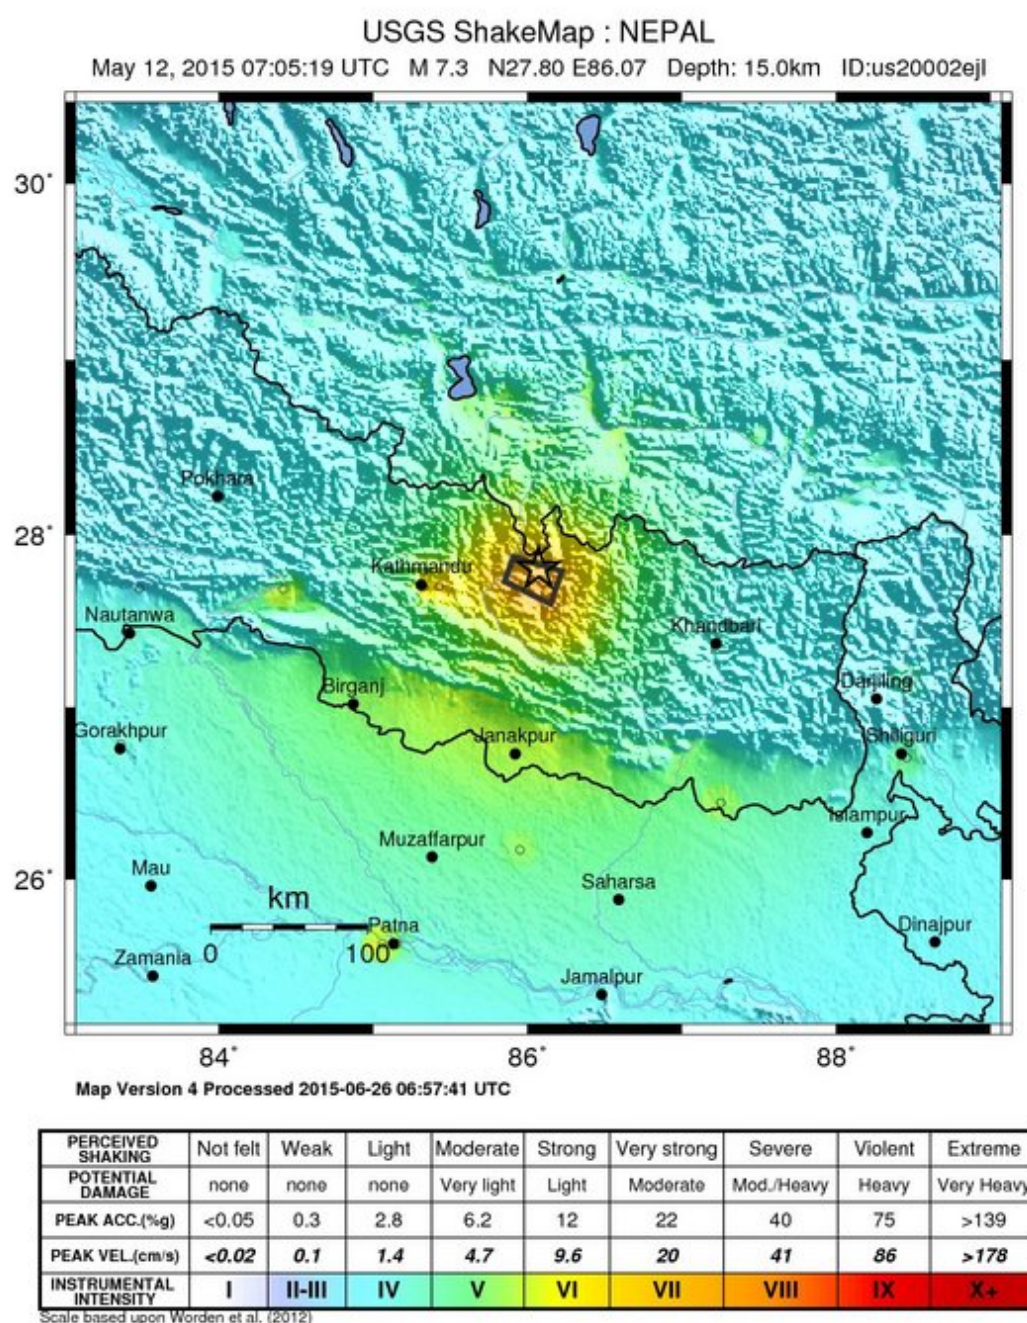 USGS ShakeMap : NEPAL
May 12, 2015 07:05:19 UTC M 7.3 N27.80 E86.07 Depth: 15.0km ID:us20002ejl
30˚
Pokhara
28˚
Kathmandu
Nautanwa
Khandbari
Birganj
Darjiling
Gorakhpur
Janakpur
Shiliguri
Islampur
Muzaffarpur
26˚
Mau
Saharsa
km
Patna
Dinajpur
0 100
Zamania
Jamalpur
84˚ 86˚ 88˚
Map Version 4 Processed 2015-06-26 06:57:41 UTC
PERCEIVED SHAKING Not felt Weak Light Moderate Strong Very strong Severe Violent Extreme
POTENTIAL DAMAGE none none none Very light Light Moderate Mod./Heavy Heavy Very Heavy
PEAK ACC.(%g) <0.05 0.3 2.8 6.2 12 22 40 75 >139
PEAK VEL.(cm/s) <0.02 0.1 1.4 4.7 9.6 20 41 86 >178
INSTRUMENTAL INTENSITY I II-III IV V VI VII VIII IX X+
Scale based upon Worden et al. (2012)